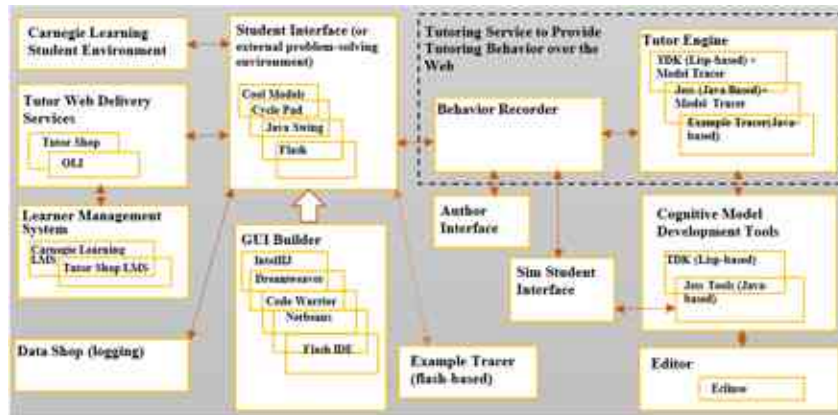 Carnegie Learning
Student Environment
Tutor Web Delivery
Services
Tutor Shop
OLI
Learner Management
System
Carnegie Learning
LMS
Tutor Shop LMS
Data Shop (logging)
Student Interface (or
external problem-solving
environment)
Cool Module
Cycle Pad
Java Swing
Flash
GUI Builder
IntelliJ
Dreamweaver
Code Warrior
Netbeans
Flash IDE
Tutoring Service to Provide
Tutoring Behavior over the
Web
Behavior Recorder
Author
Interface
Sim Student
Interface
Example Tracer
(flash-based)
Tutor Engine
TDK (Lisp-based) +
Model Tracer
Jess (Java Based)+
Model Tracer
Example Tracer(Java-
based)
Cognitive Model
Development Tools
TDK (Lisp-based)
Jess Tools (Java-
based)
Editor
Eclipse